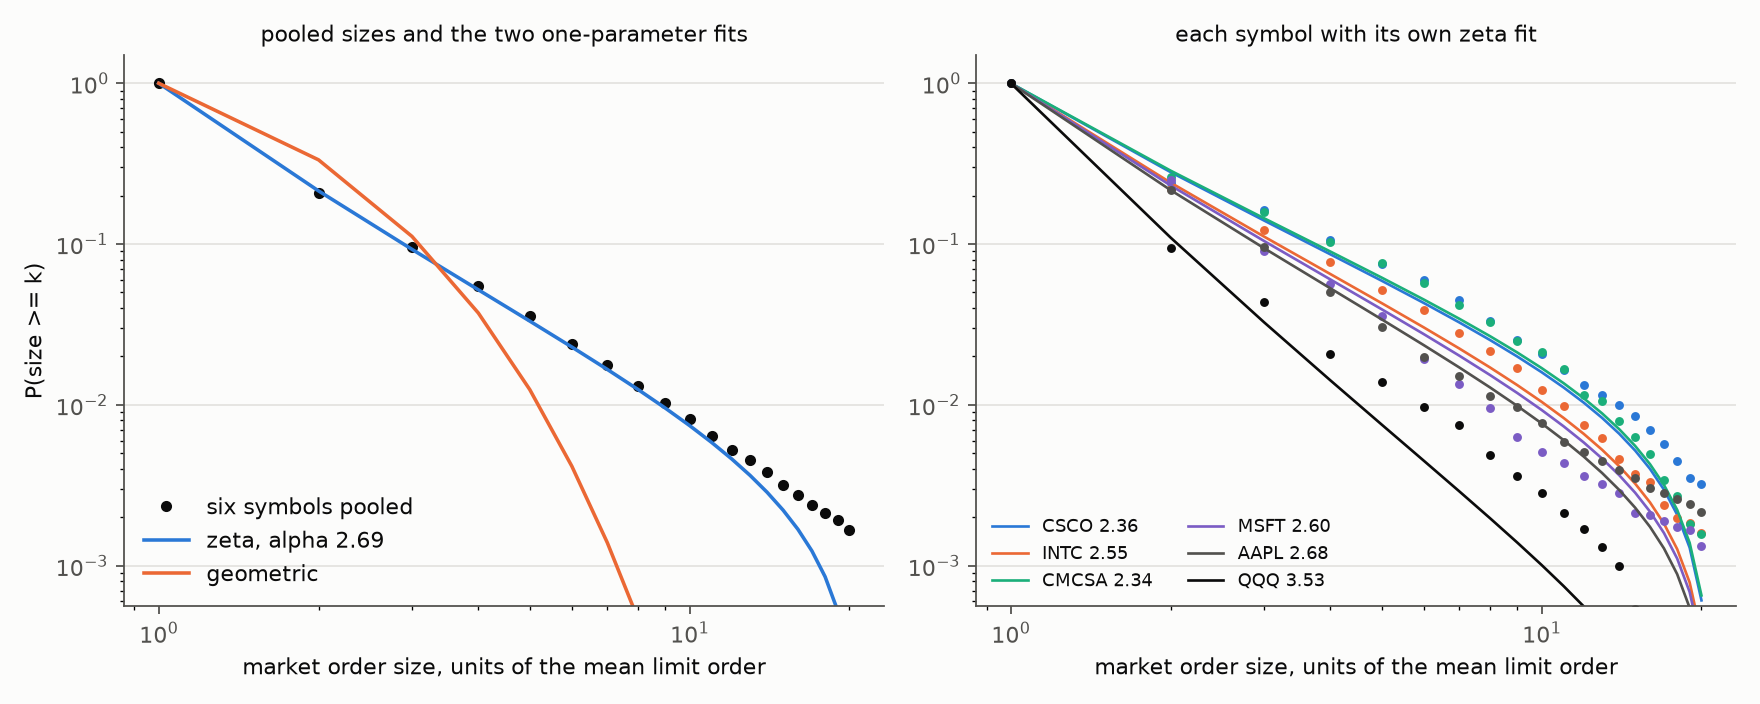 pooled sizes and the two one-parameter fits
P(size >= k)
10^0
10^-1
10^-2
10^-3
six symbols pooled
zeta, alpha 2.69
geometric
10^0
10^1
market order size, units of the mean limit order
each symbol with its own zeta fit
10^0
10^-1
10^-2
10^-3
CSCO 2.36
INTC 2.55
CMCSA 2.34
MSFT 2.60
AAPL 2.68
QQQ 3.53
10^0
10^1
market order size, units of the mean limit order